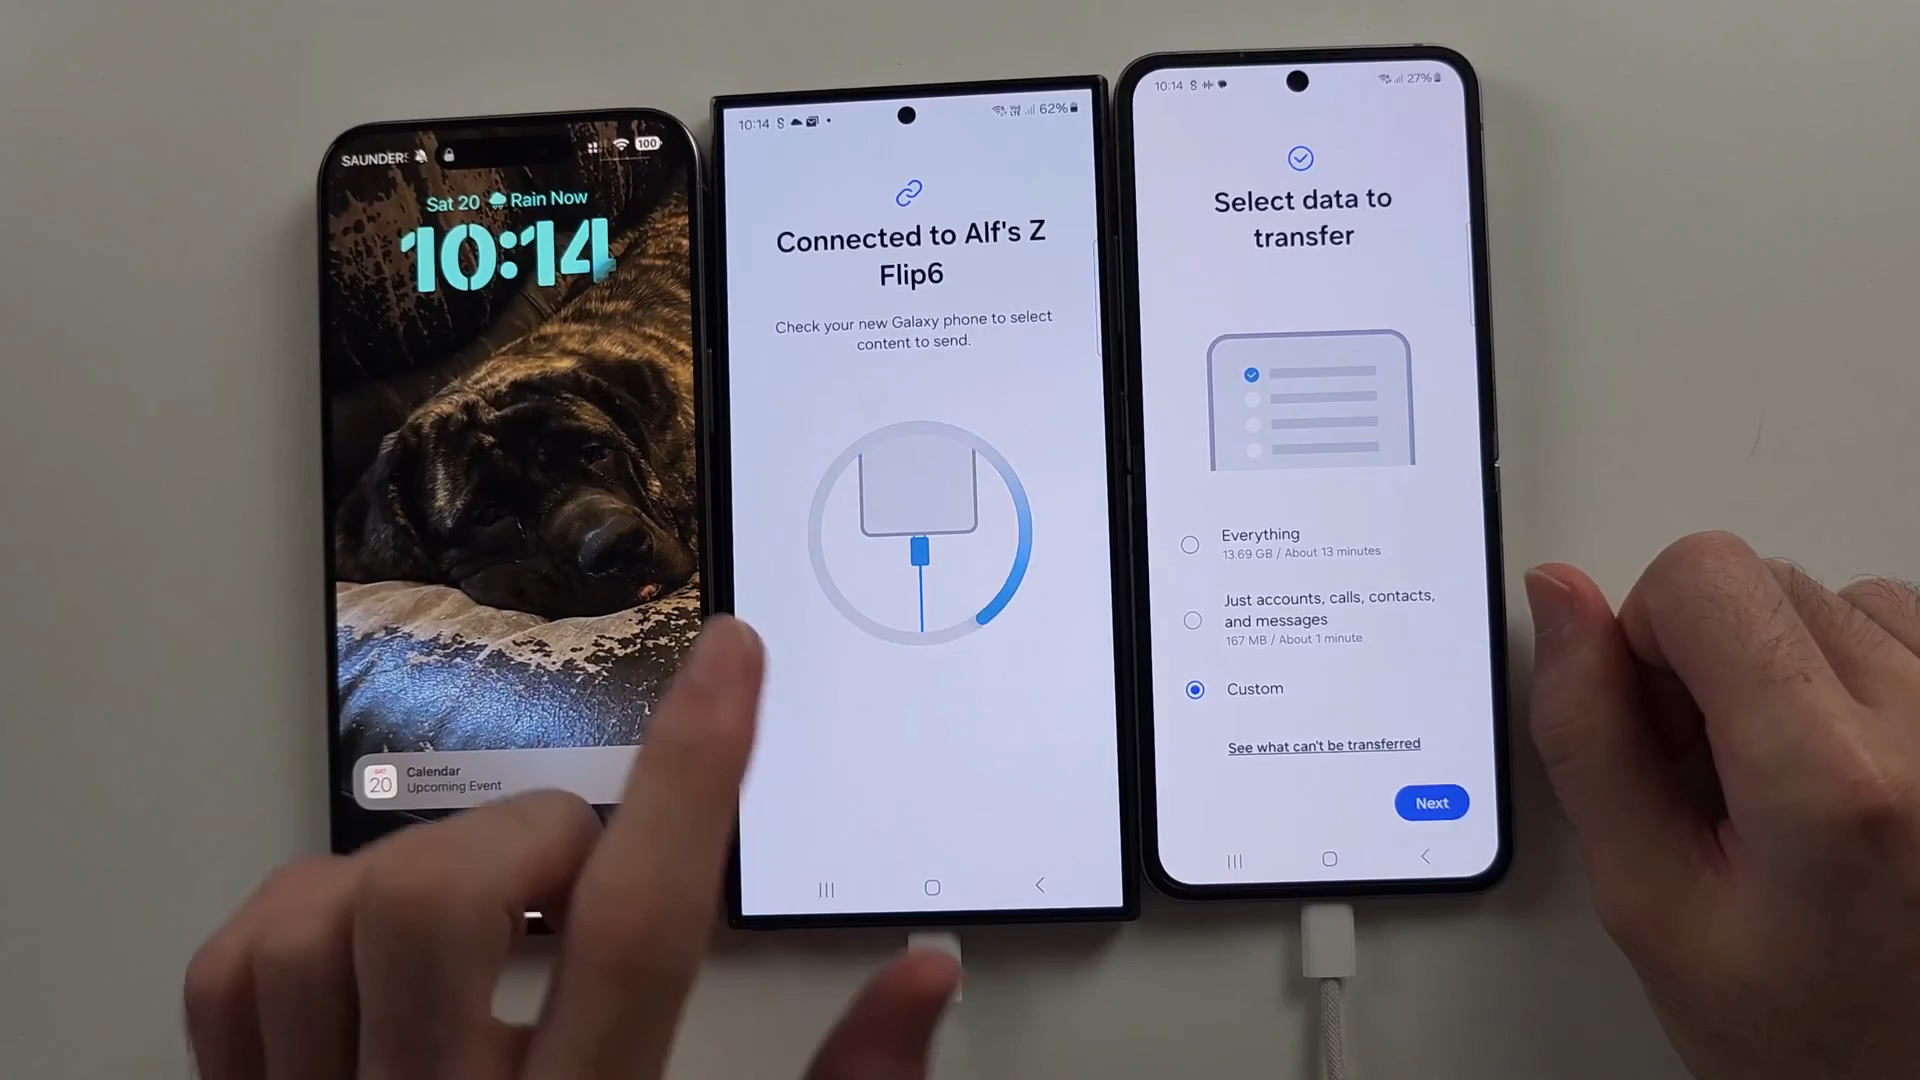 SAUNDERS
100
Sat 20 Rain Now
10:14
SAT
20
Calendar
Upcoming Event
10:14
62%
Connected to Alf's Z
Flip6
Check your new Galaxy phone to select
content to send.
10:14
27%
Select data to
transfer
Everything
13.69 GB / About 13 minutes
Just accounts, calls, contacts,
and messages
167 MB / About 1 minute
Custom
See what can't be transferred
Next